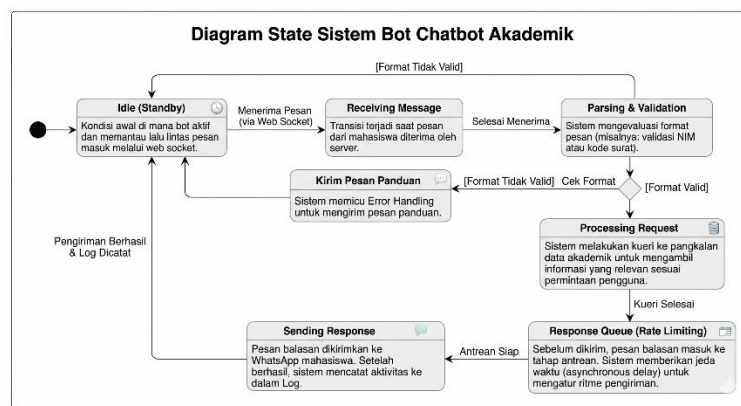 Diagram State Sistem Bot Chatbot Akademik
[Format Tidak Valid]
Idle (Standby)
Kondisi awal di mana bot aktif
dan memantau lalu lintas pesan
masuk melalui web socket.
Menerima Pesan
(via Web Socket)
Receiving Message
Transisi terjadi saat pesan
dari mahasiswa diterima oleh
server.
Selesai Menerima
Parsing & Validation
Sistem mengevaluasi format
pesan (misalnya: validasi NIM
atau kode surat).
Kirim Pesan Panduan
Sistem memicu Error Handling
untuk mengirim pesan panduan.
[Format Tidak Valid]
Cek Format
[Format Valid]
Processing Request
Sistem melakukan kueri ke pangkalan
data akademik untuk mengambil
informasi yang relevan sesuai
permintaan pengguna.
Pengiriman Berhasil
& Log Dicatat
Kueri Selesai
Sending Response
Pesan balasan dikirimkan ke
WhatsApp mahasiswa. Setelah
berhasil, sistem mencatat aktivitas ke
dalam Log.
Antrean Siap
Response Queue (Rate Limiting)
Sebelum dikirim, pesan balasan masuk ke
tahap antrean. Sistem memberikan jeda
waktu (asynchronous delay) untuk
mengatur ritme pengiriman.